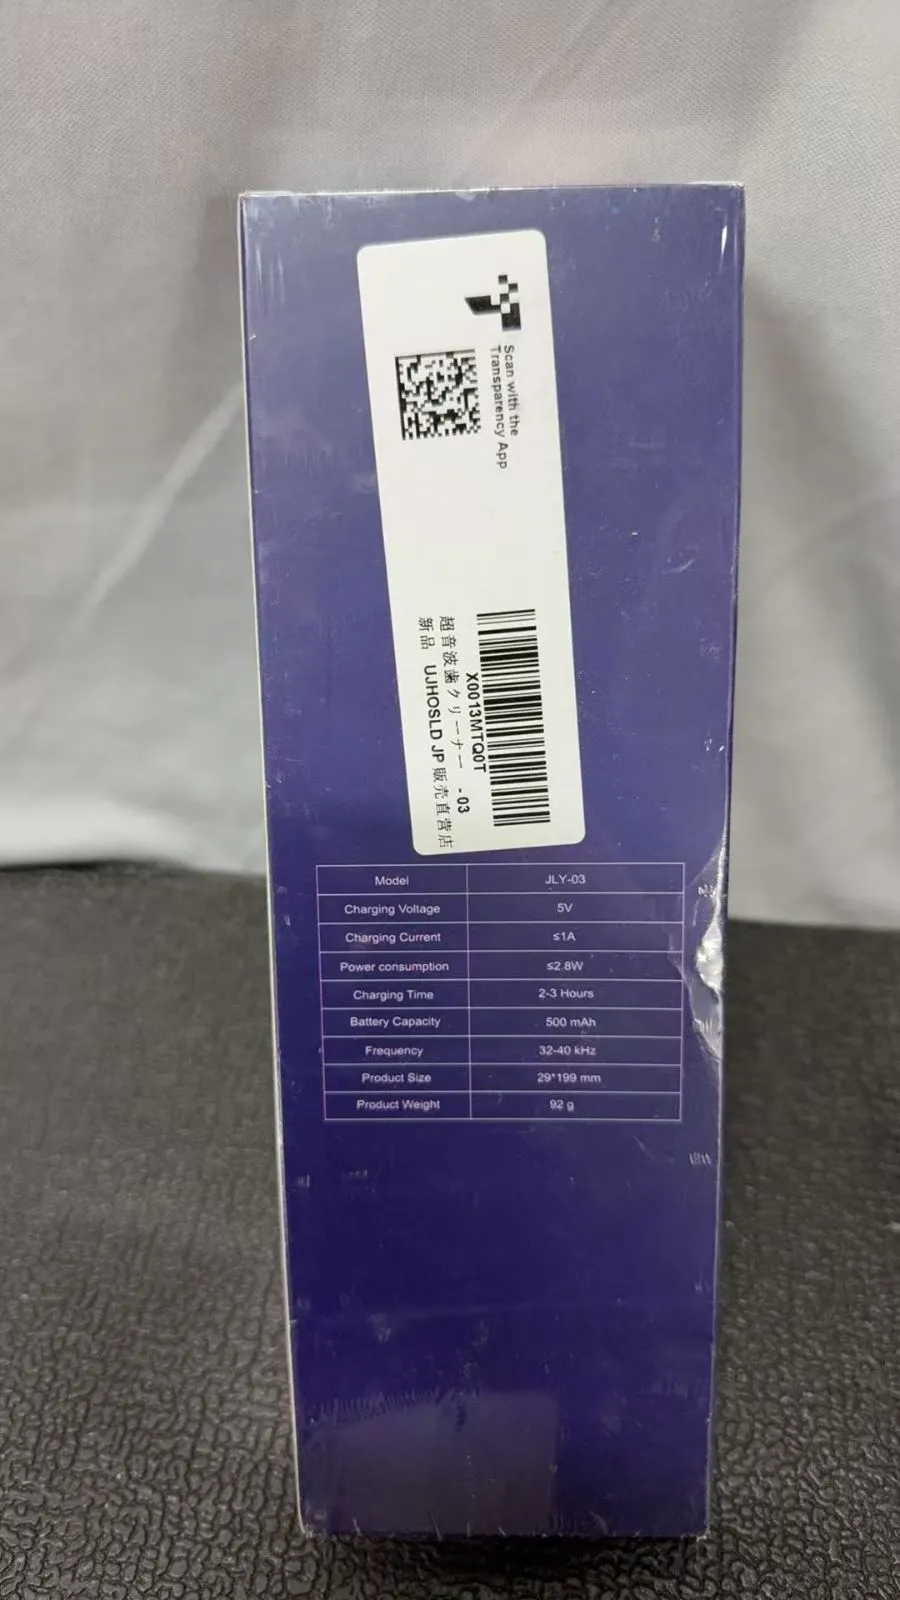 Scan with the
Transparency App
X0013MTQ0T
超音波歯クリーナー -03
新品 UJHOSLD JP 販売直営店
Model JLY-03
Charging Voltage 5V
Charging Current ≤1A
Power consumption ≤2.8W
Charging Time 2-3 Hours
Battery Capacity 500 mAh
Frequency 32-40 kHz
Product Size 29*199 mm
Product Weight 92 g